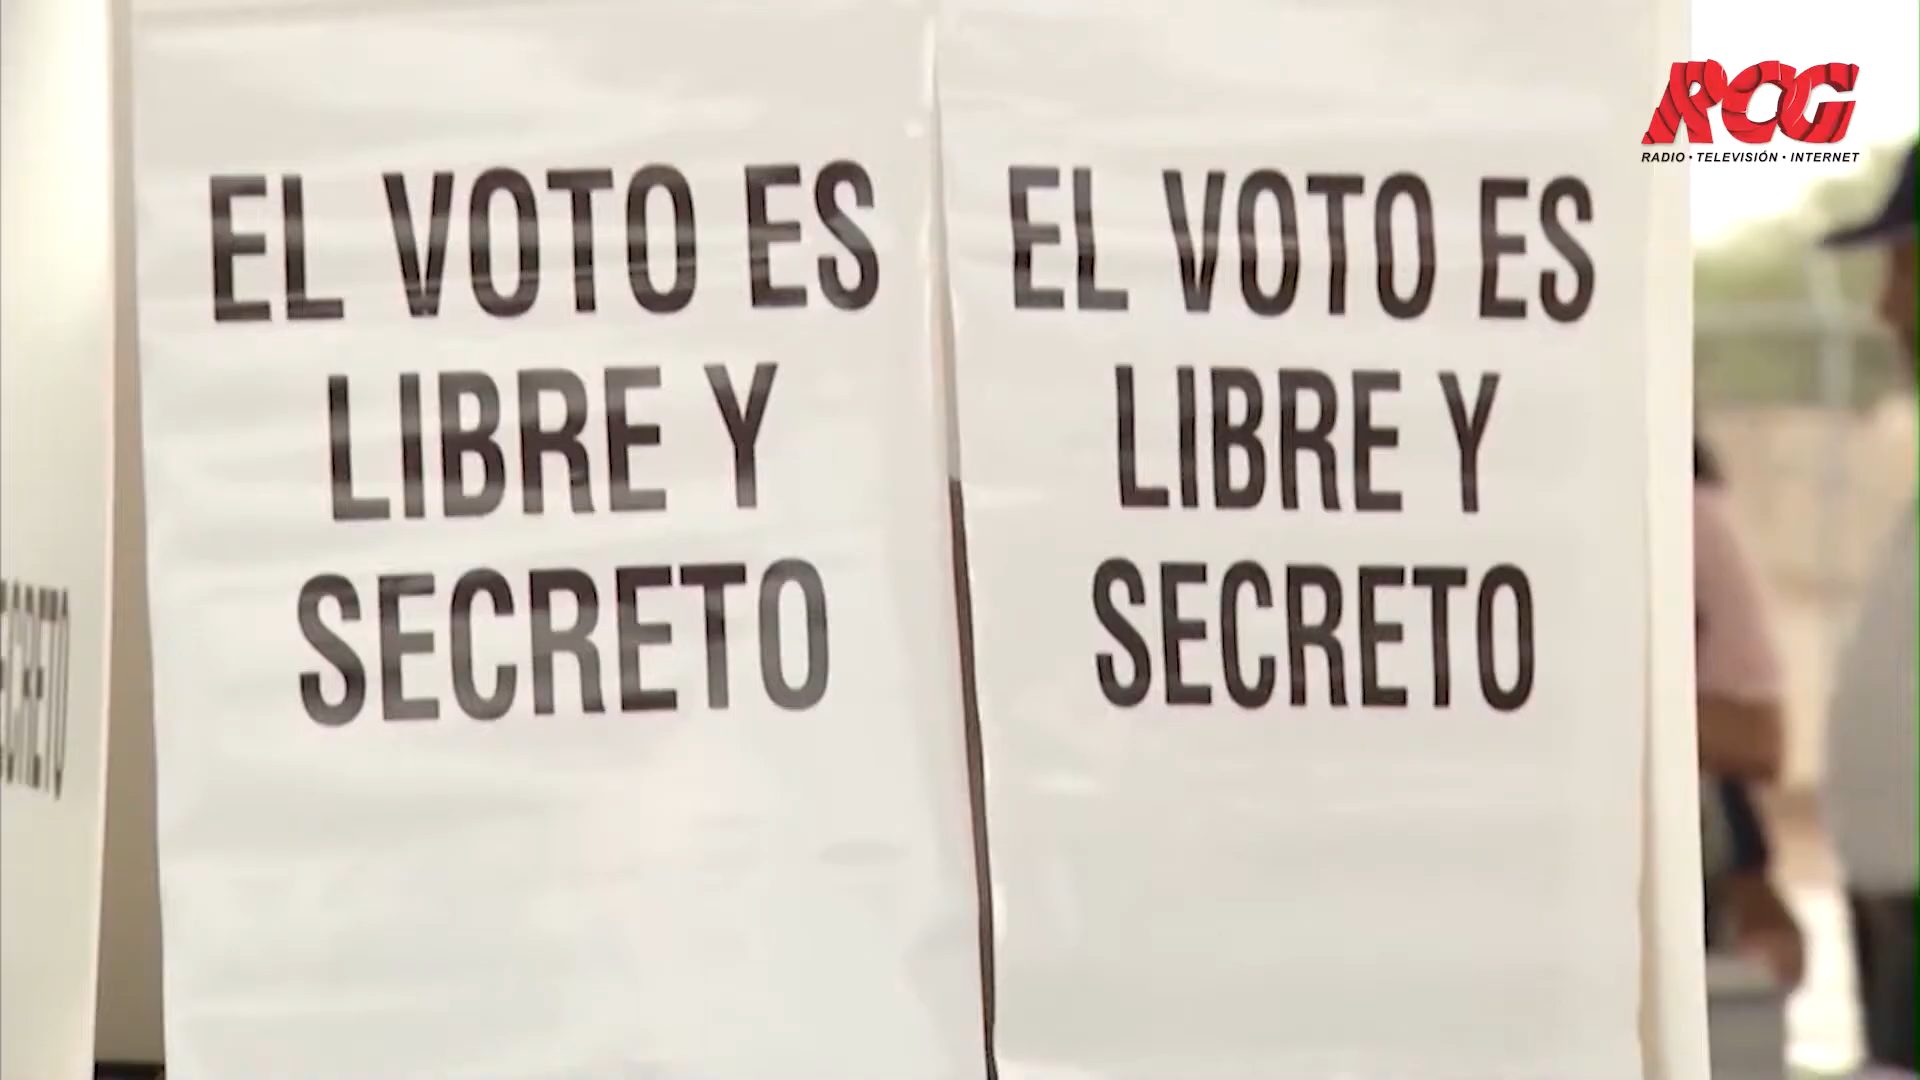 EL VOTO ES
LIBRE Y
SECRETO
EL VOTO ES
LIBRE Y
SECRETO
RCG
RADIO • TELEVISIÓN • INTERNET